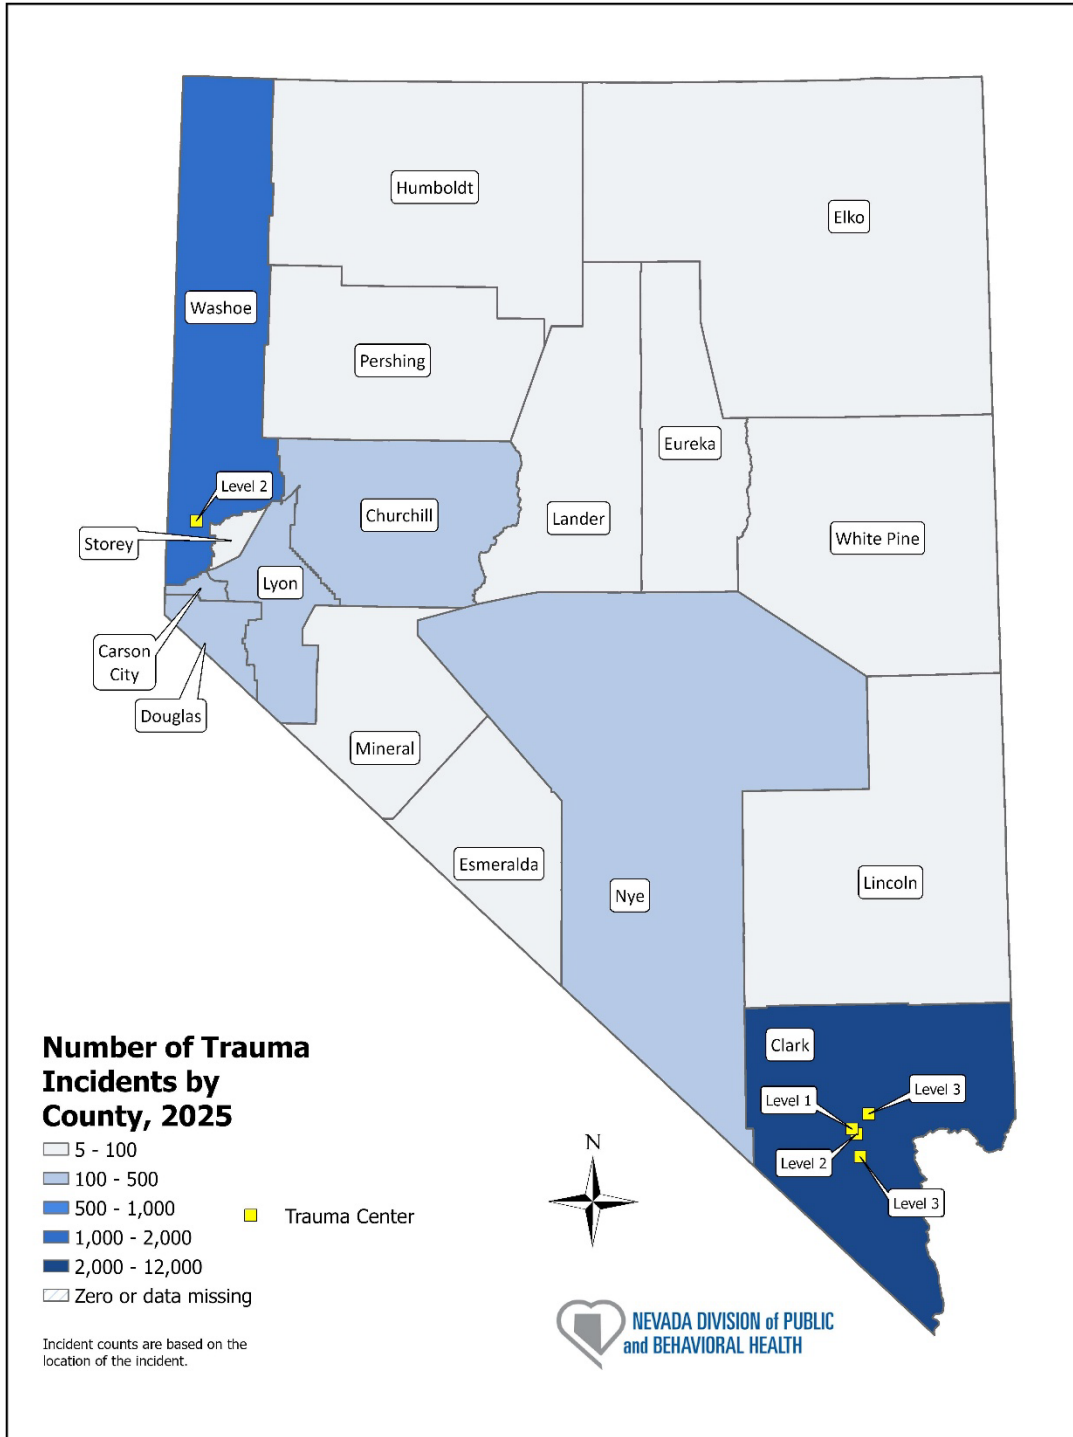 Humboldt
Elko
Washoe
Pershing
Eureka
Level 2
Churchill
Lander
White Pine
Storey
Lyon
Carson
City
Douglas
Mineral
Esmeralda
Nye
Lincoln
Clark
Level 3
Level 1
Level 2
Level 3
Number of Trauma
Incidents by
County, 2025
5 - 100
100 - 500
500 - 1,000
1,000 - 2,000
2,000 - 12,000
Zero or data missing
Trauma Center
Incident counts are based on the
location of the incident.
N
NEVADA DIVISION of PUBLIC
and BEHAVIORAL HEALTH